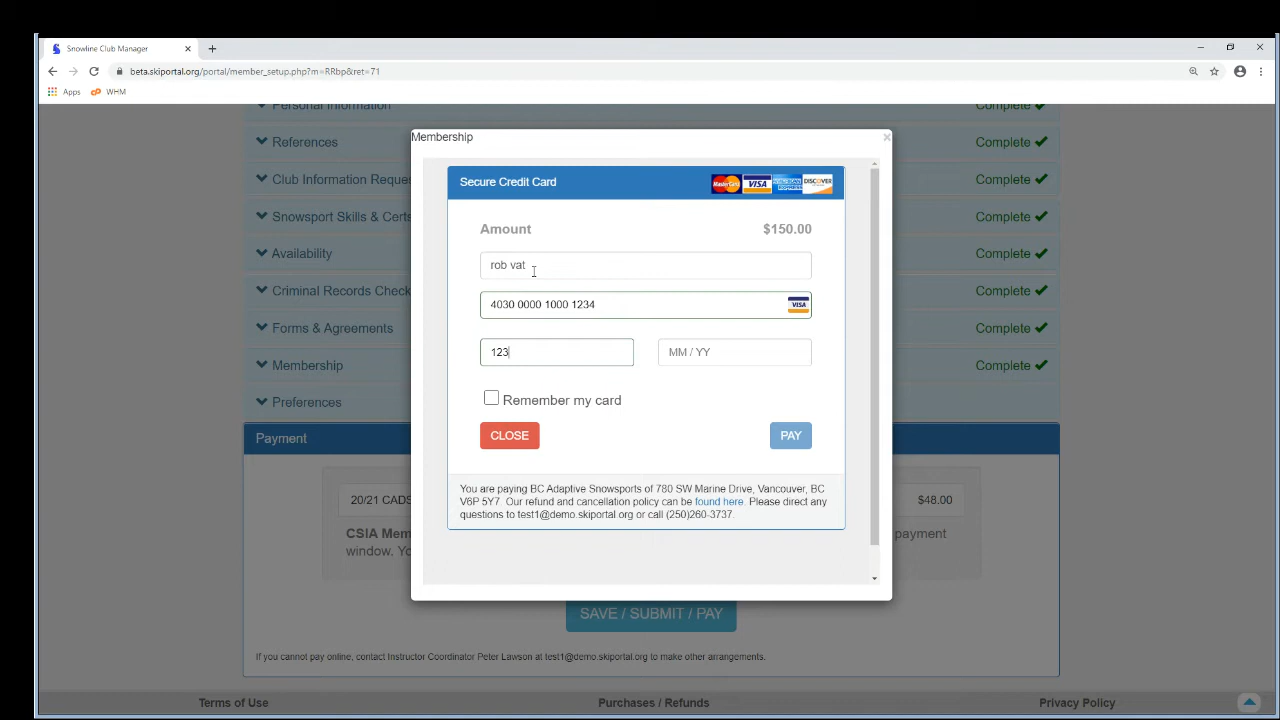 Snowline Club Manager
beta.skiportal.org/portal/member_setup.php?m=RRbp&ret=71
Apps WHM
Personal Information Complete
References Complete
Club Information Reque Complete
Snowsport Skills & Certs Complete
Availability Complete
Criminal Records Check Complete
Forms & Agreements Complete
Membership Complete
Preferences
Membership
Secure Credit Card MasterCard VISA AMERICAN EXPRESS DISCOVER
Amount $150.00
rob vat
4030 0000 1000 1234 VISA
123 MM / YY
Remember my card
CLOSE PAY
You are paying BC Adaptive Snowsports of 780 SW Marine Drive, Vancouver, BC
V6P 5Y7. Our refund and cancellation policy can be found here. Please direct any
questions to test1@demo.skiportal.org or call (250)260-3737.
Payment
20/21 CADS $48.00
CSIA Mem payment
window. Yo
SAVE / SUBMIT / PAY
If you cannot pay online, contact Instructor Coordinator Peter Lawson at test1@demo.skiportal.org to make other arrangements.
Terms of Use Purchases / Refunds Privacy Policy